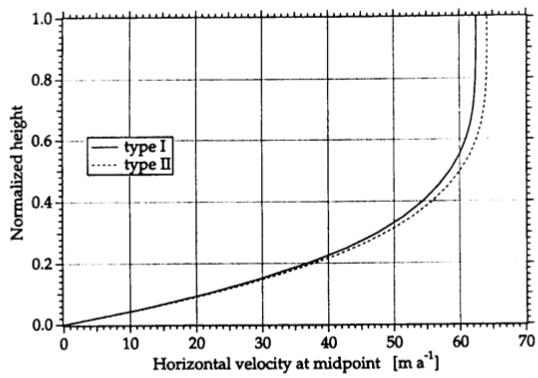 1.0
0.8
0.6
0.4
0.2
0.0
Normalized height
type I
type II
0 10 20 30 40 50 60 70
Horizontal velocity at midpoint [m a⁻¹]